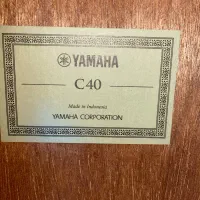 YAMAHA
C40
Made in Indonesia
YAMAHA CORPORATION